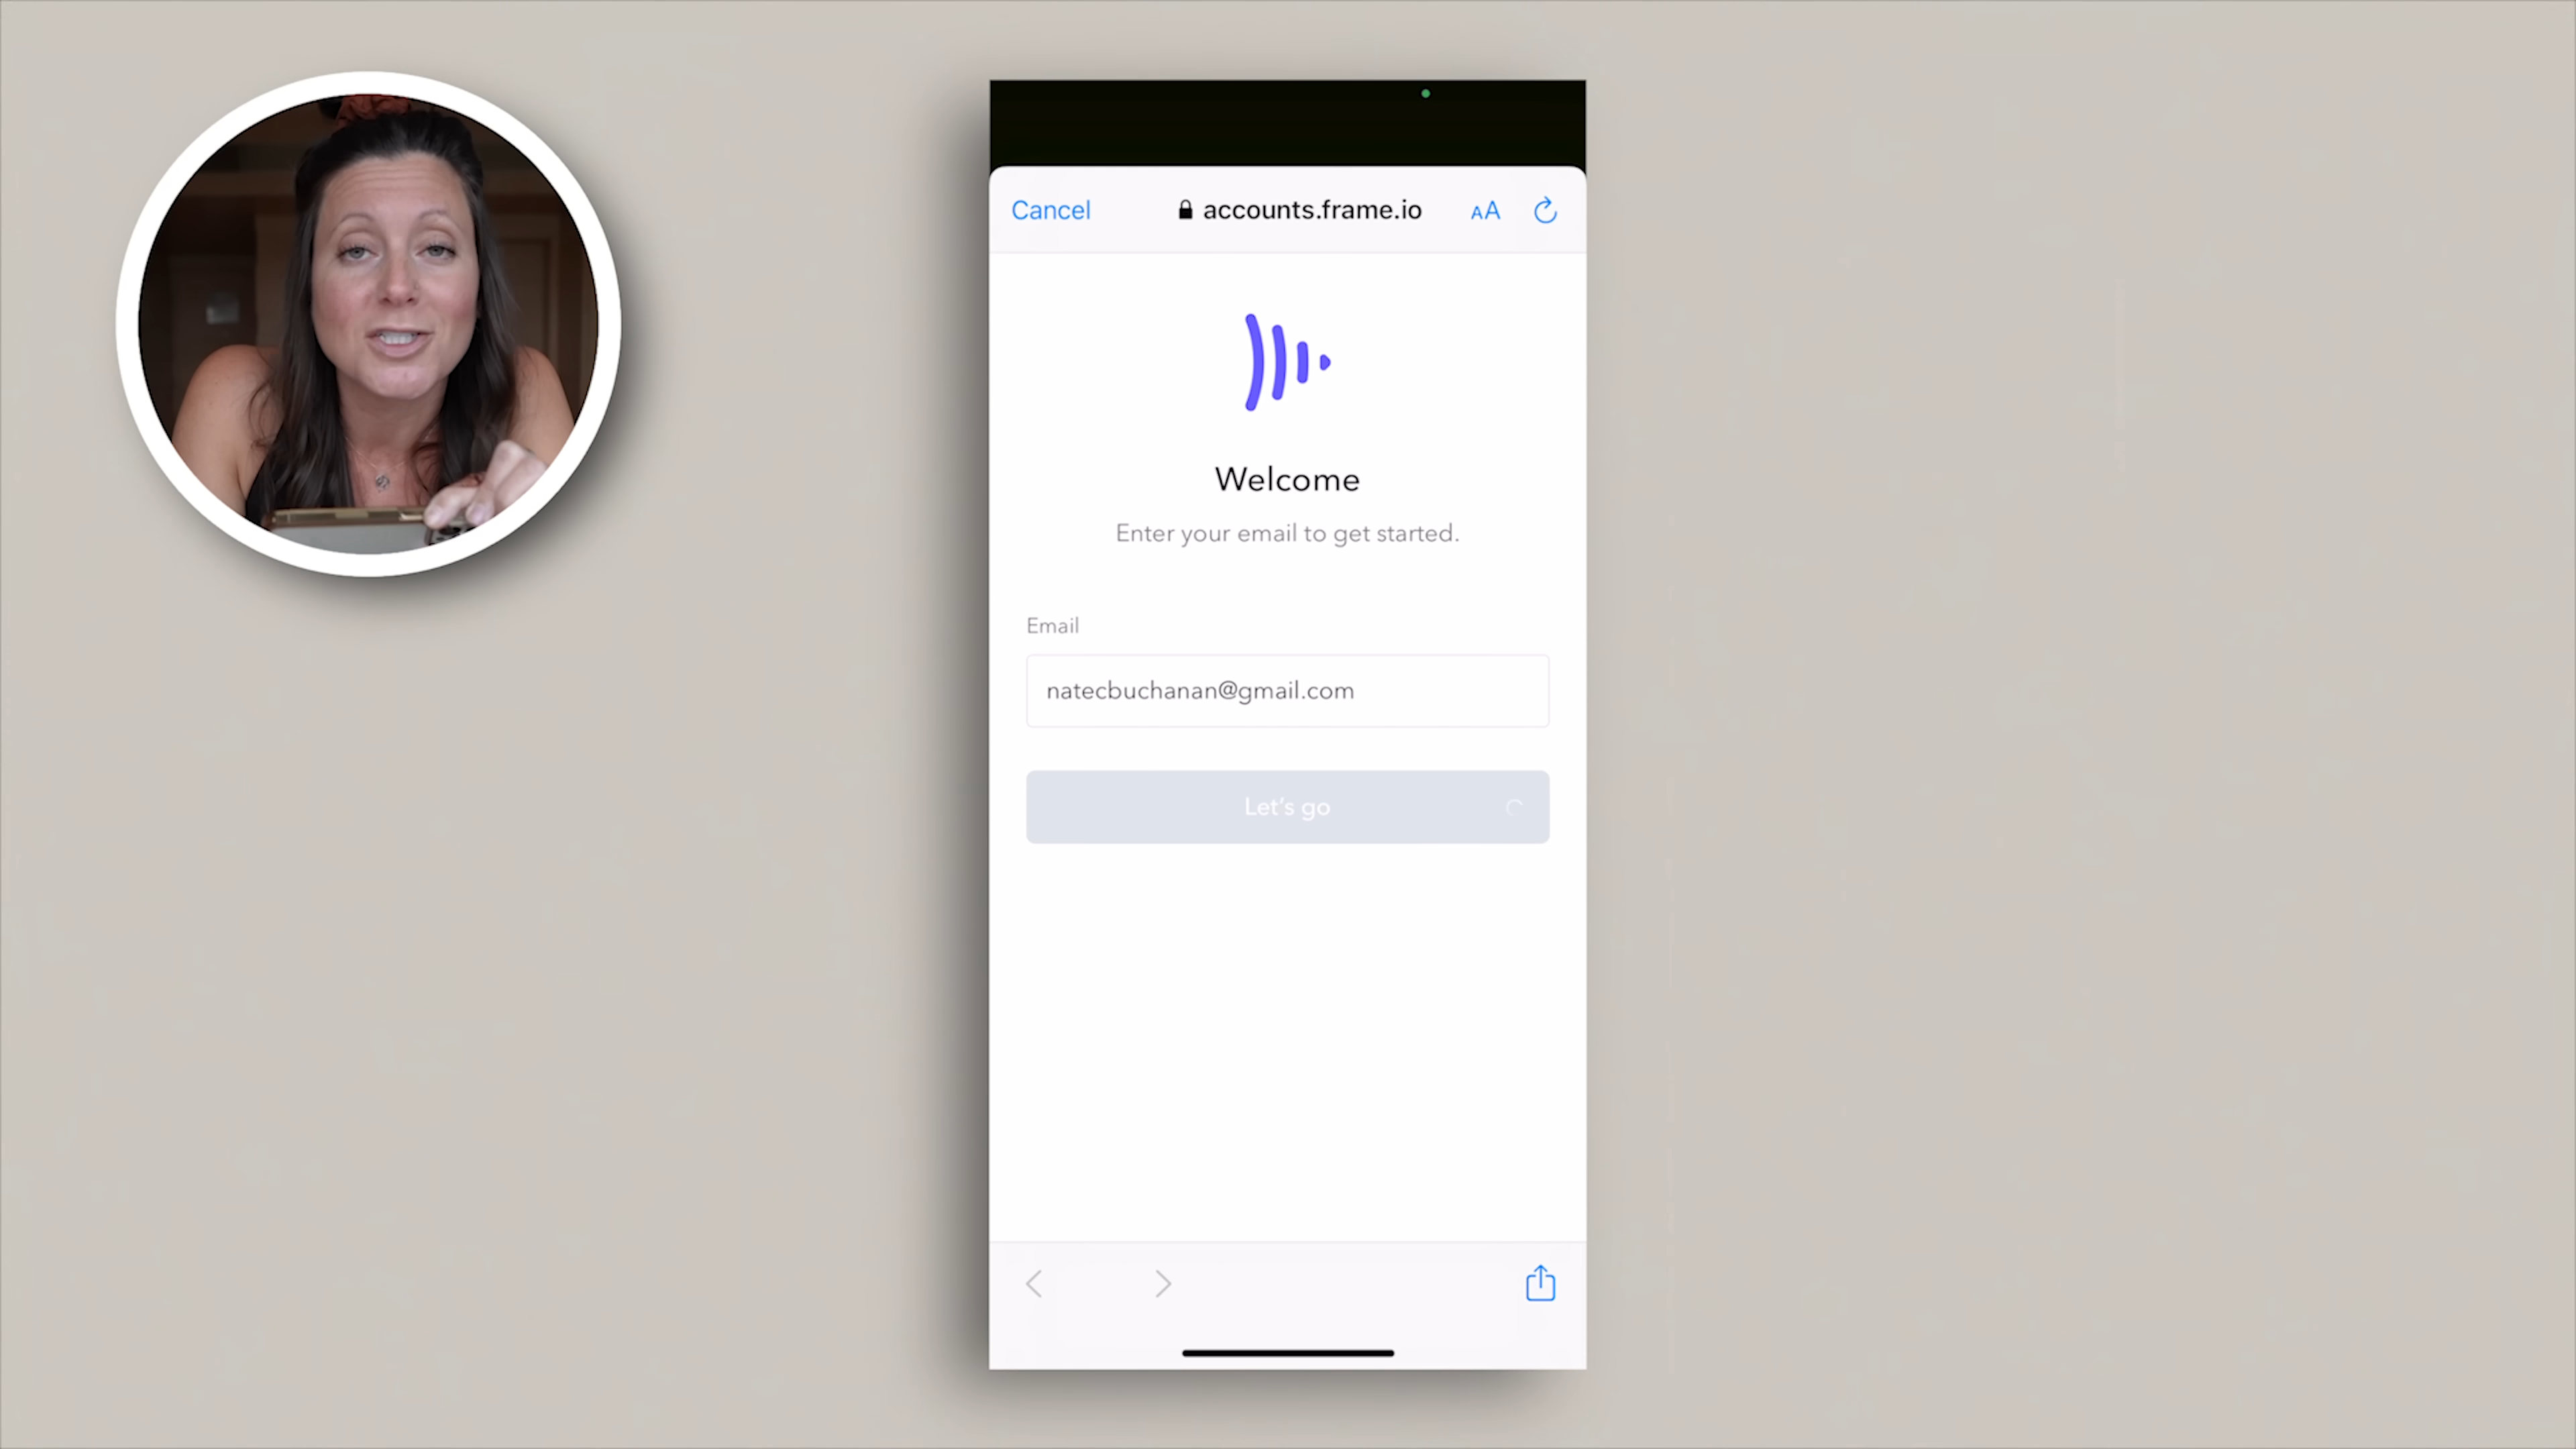 Cancel
accounts.frame.io
AA
Welcome
Enter your email to get started.
Email
natecbuchanan@gmail.com
Let's go